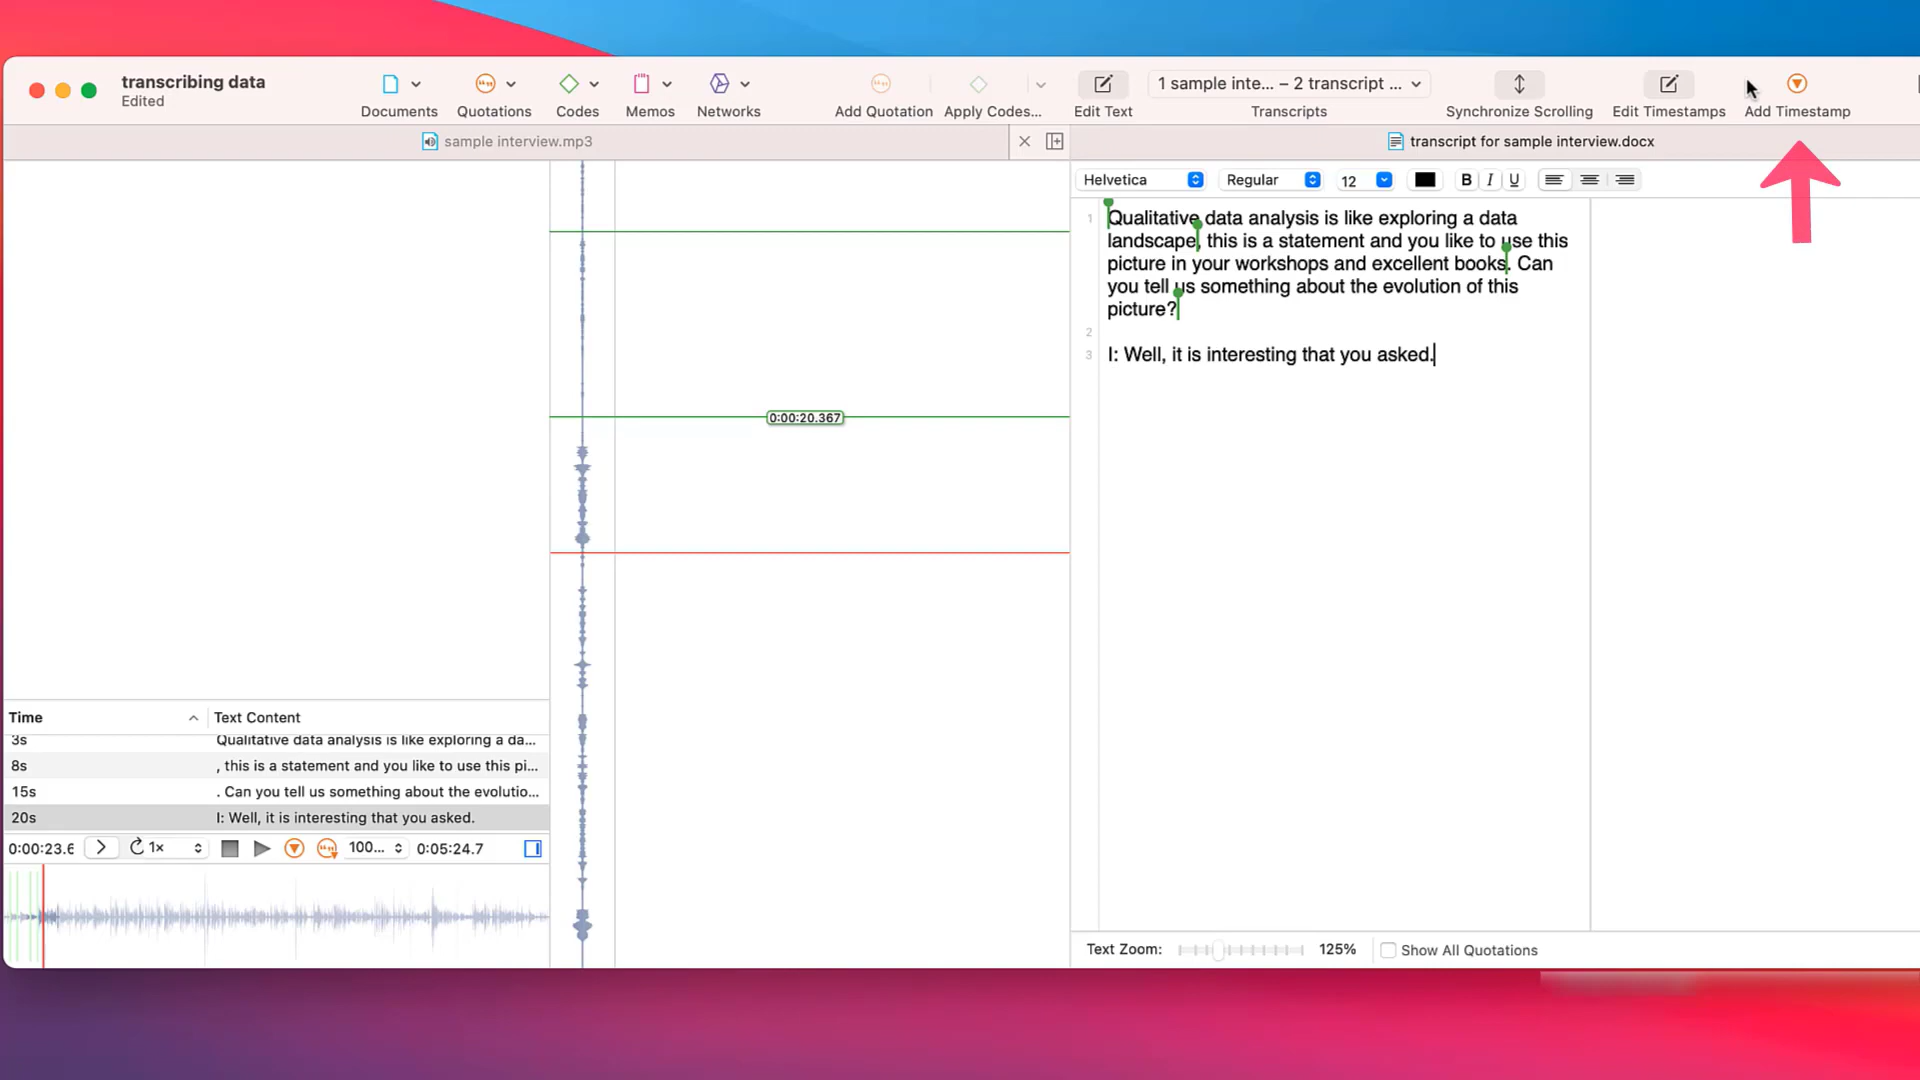 transcribing data
Edited
Documents
Quotations
Codes
Memos
Networks
Add Quotation
Apply Codes...
Edit Text
1 sample inte... – 2 transcript ...
Transcripts
Synchronize Scrolling
Edit Timestamps
Add Timestamp
sample interview.mp3
transcript for sample interview.docx
Helvetica
Regular
12
B I U
1
Qualitative data analysis is like exploring a data
landscape, this is a statement and you like to use this
picture in your workshops and excellent books. Can
you tell us something about the evolution of this
picture?
2
3
I: Well, it is interesting that you asked.
0:00:20.367
Time
Text Content
3s
Qualitative data analysis is like exploring a da...
8s
, this is a statement and you like to use this pi...
15s
. Can you tell us something about the evolutio...
20s
I: Well, it is interesting that you asked.
0:00:23.6
1×
100...
0:05:24.7
Text Zoom:
125%
Show All Quotations